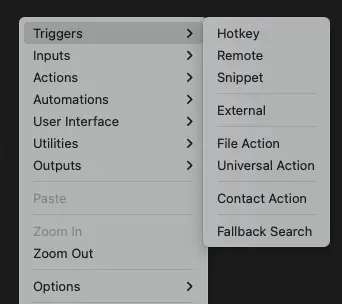 Triggers
Inputs
Actions
Automations
User Interface
Utilities
Outputs
Paste
Zoom In
Zoom Out
Options
Hotkey
Remote
Snippet
External
File Action
Universal Action
Contact Action
Fallback Search